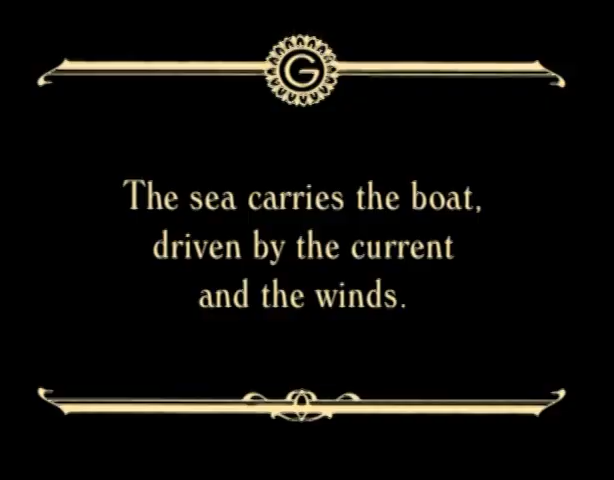 G
The sea carries the boat,
driven by the current
and the winds.